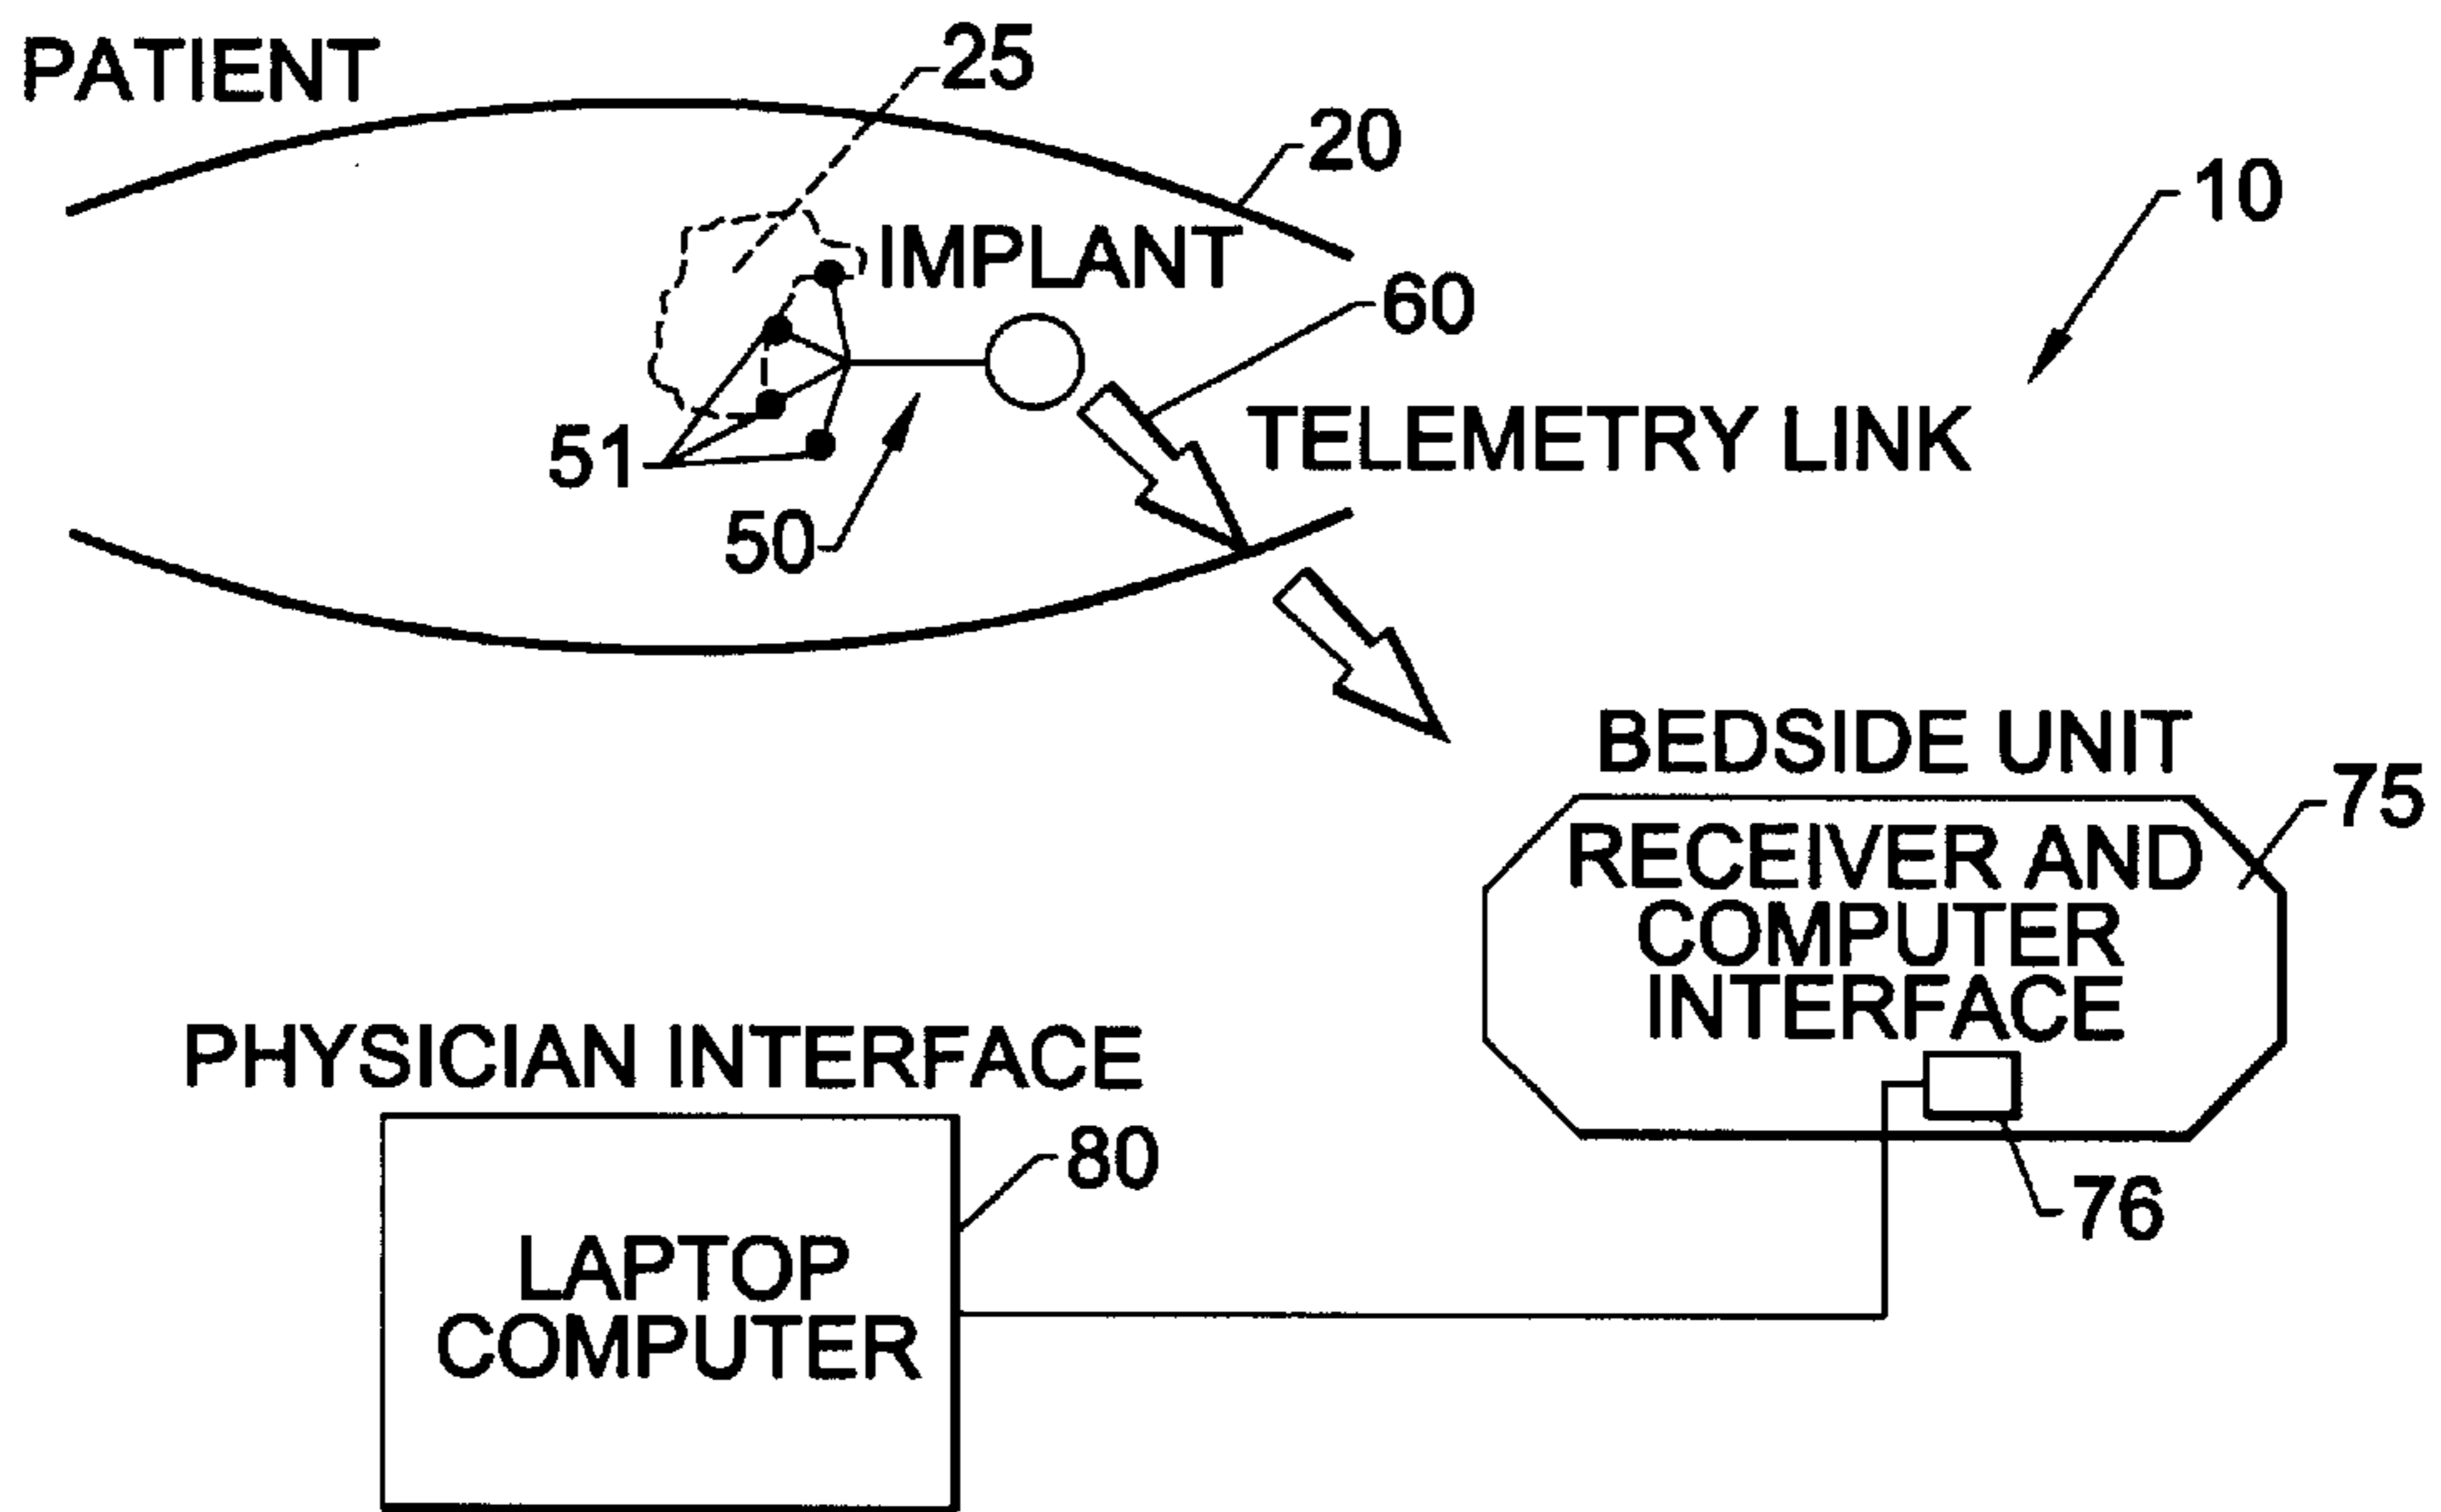 PATIENT
25
20
10
IMPLANT
60
TELEMETRY LINK
51
50
BEDSIDE UNIT
75
RECEIVER AND
COMPUTER
INTERFACE
PHYSICIAN INTERFACE
80
76
LAPTOP
COMPUTER